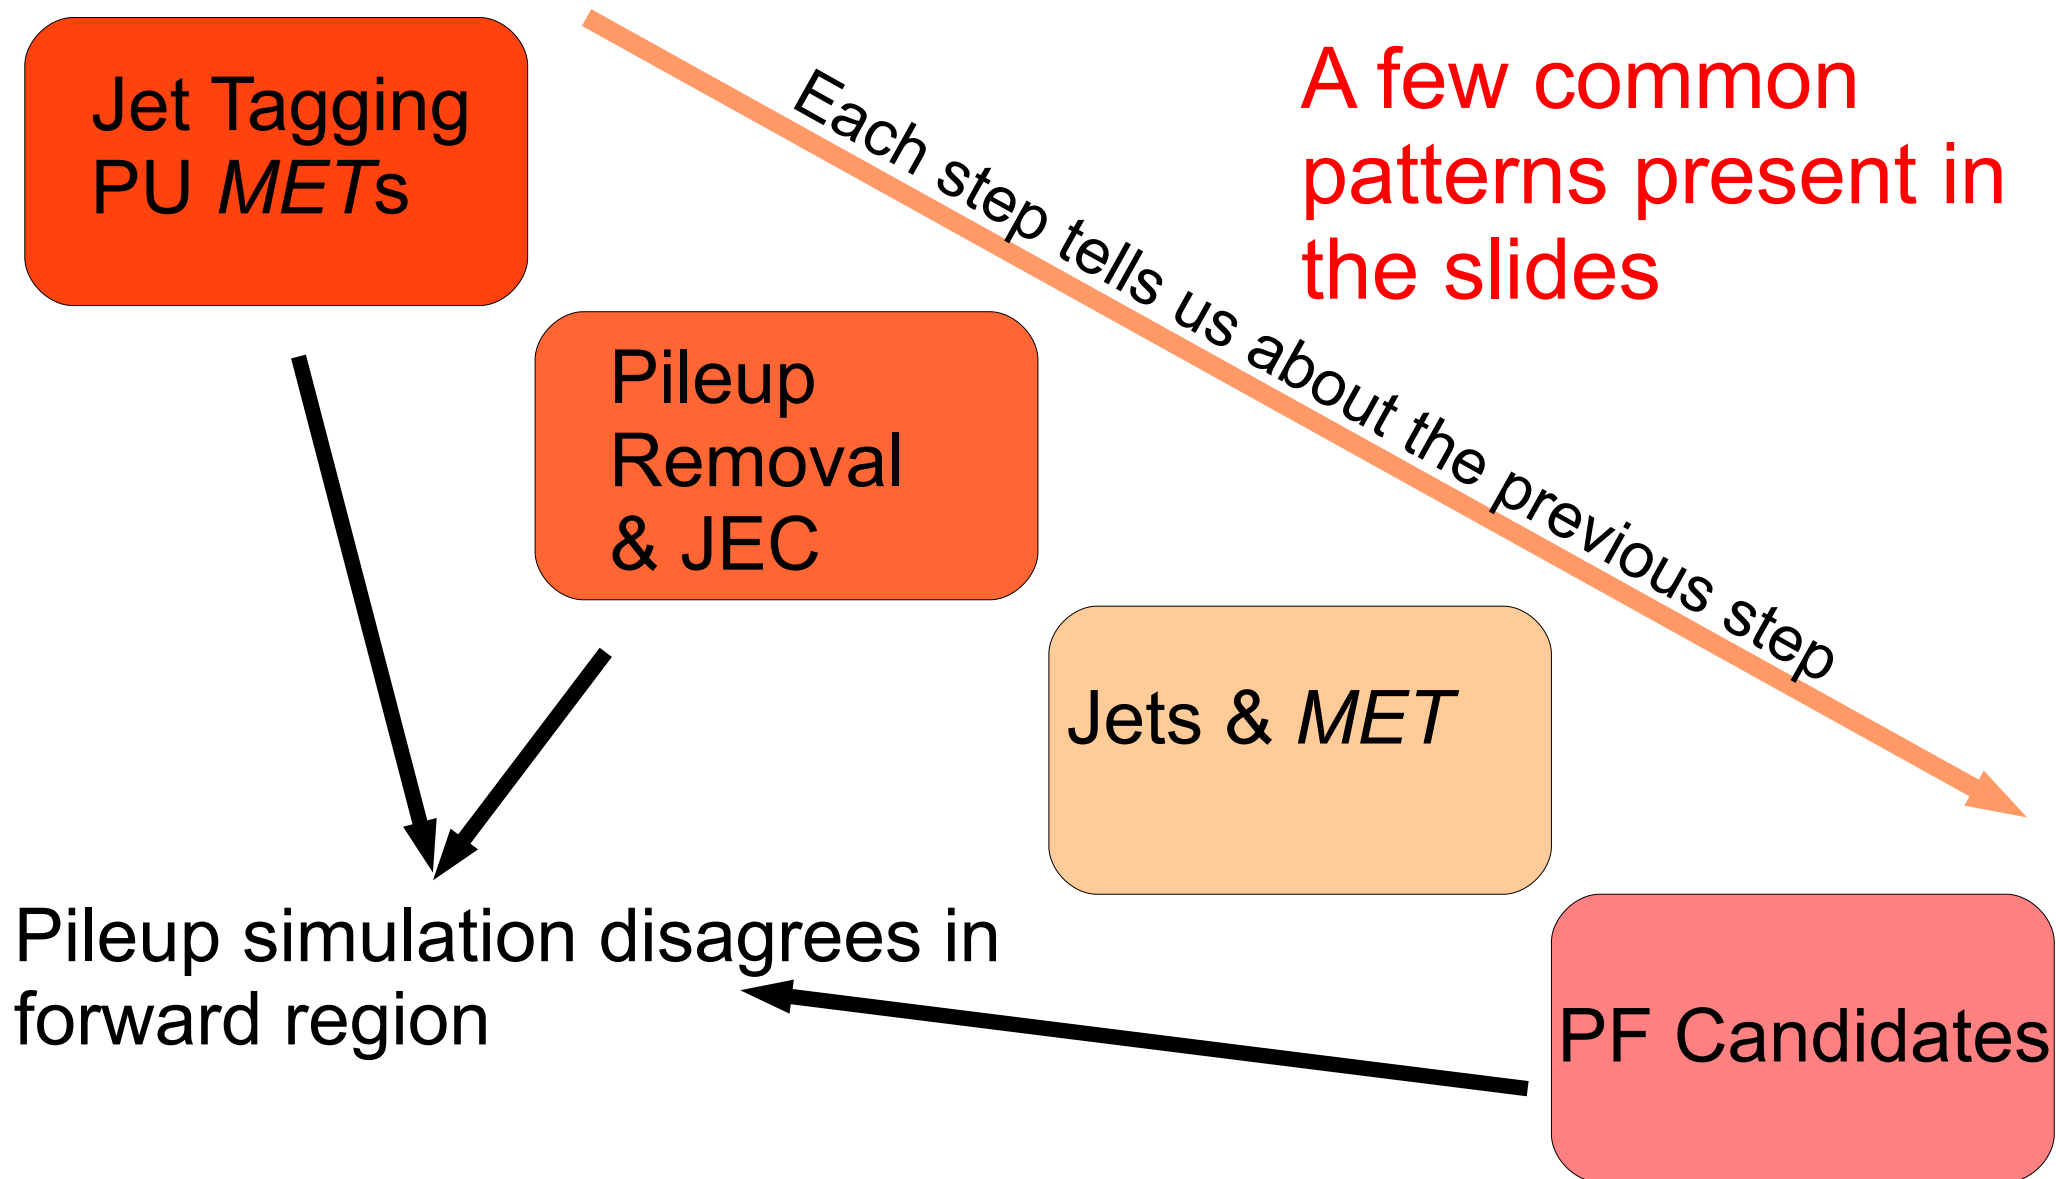 Jet Tagging
PU METs
A few common
patterns present in
the slides
Each step tells us about the previous step
Pileup
Removal
& JEC
Jets & MET
Pileup simulation disagrees in
forward region
PF Candidates